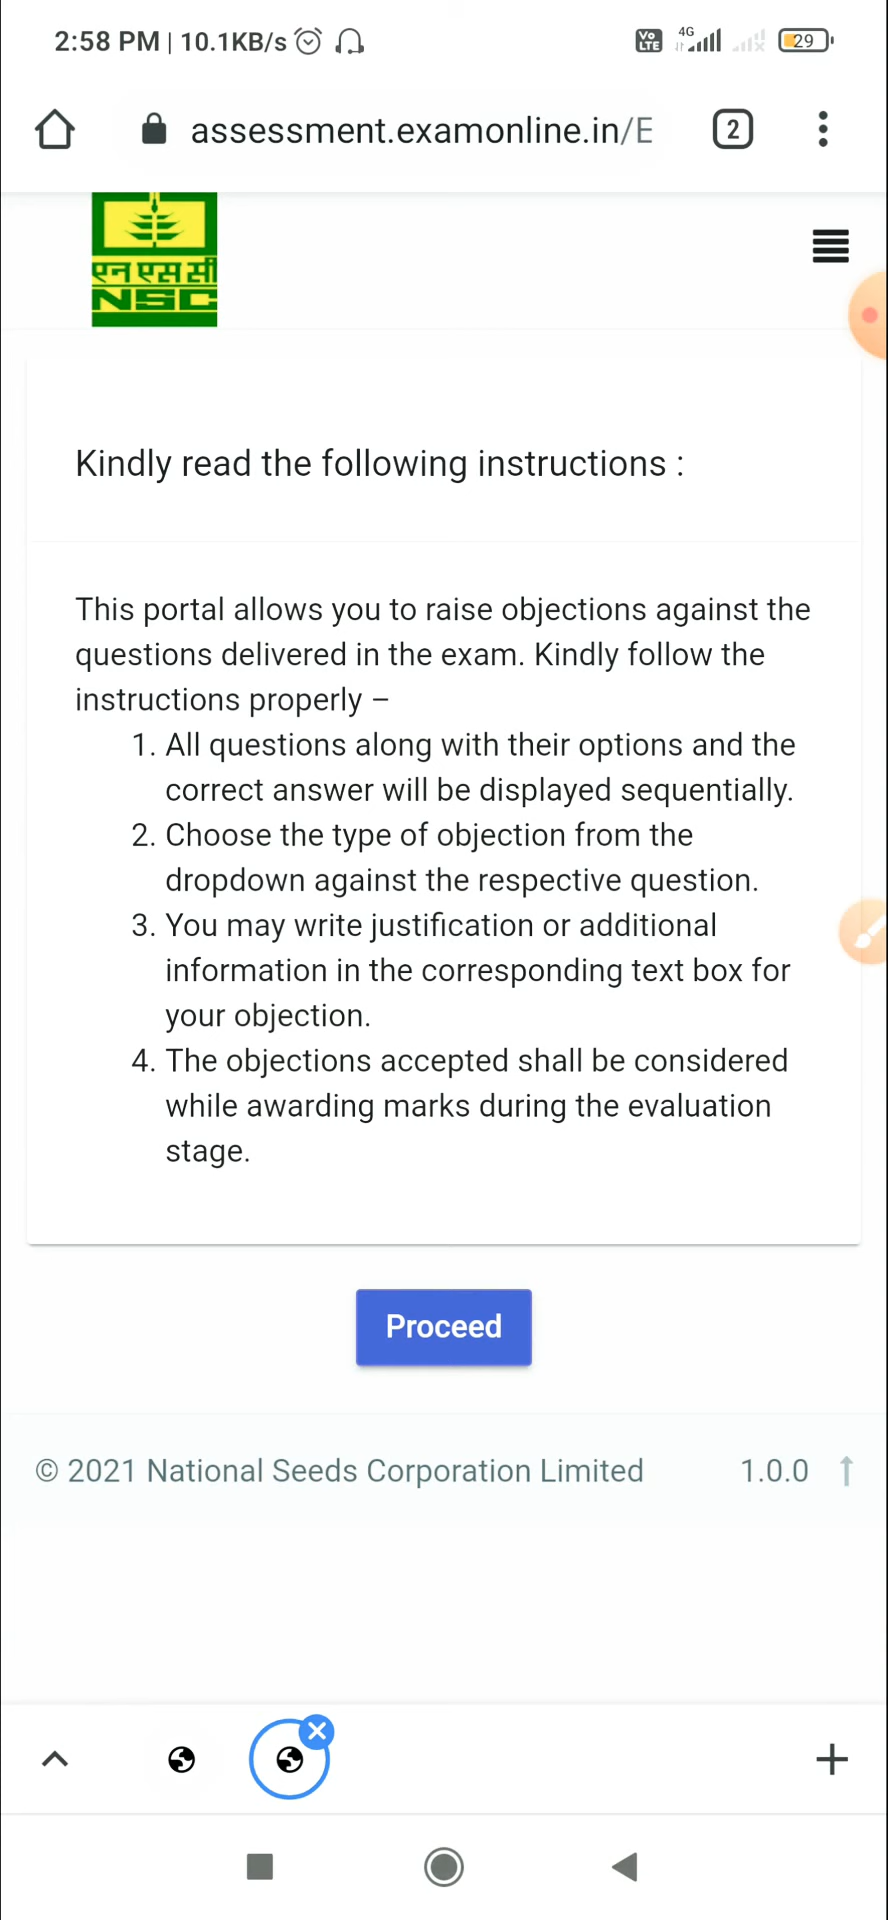 2:58 PM | 10.1KB/s
Vo LTE
4G
29
assessment.examonline.in/E
2
एन एस सी
NSC
Kindly read the following instructions :
This portal allows you to raise objections against the
questions delivered in the exam. Kindly follow the
instructions properly –
1. All questions along with their options and the
correct answer will be displayed sequentially.
2. Choose the type of objection from the
dropdown against the respective question.
3. You may write justification or additional
information in the corresponding text box for
your objection.
4. The objections accepted shall be considered
while awarding marks during the evaluation
stage.
Proceed
© 2021 National Seeds Corporation Limited
1.0.0